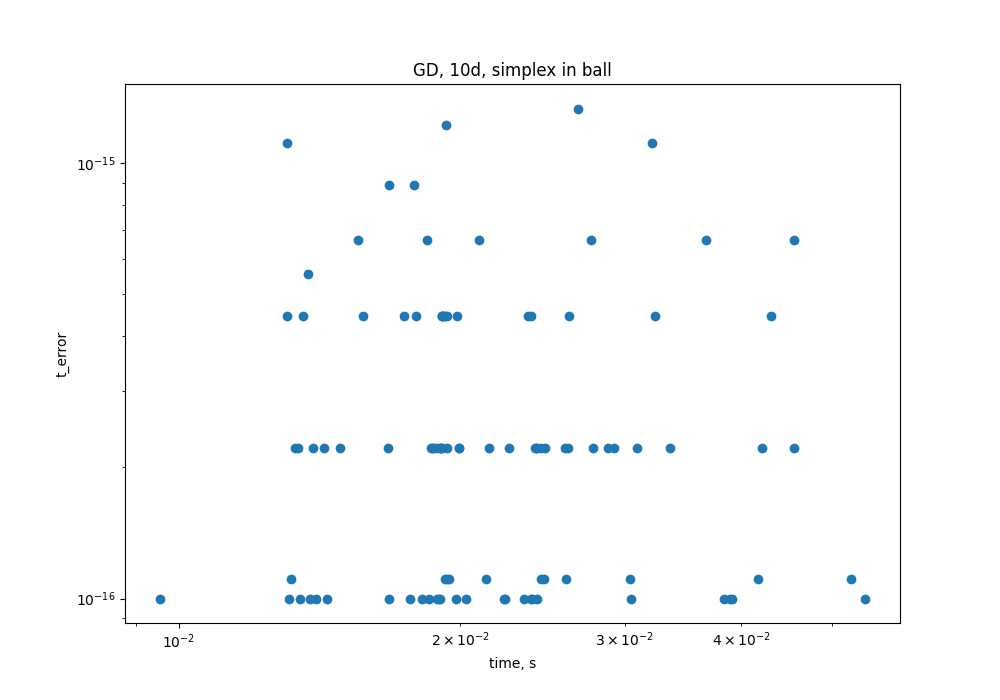 GD, 10d, simplex in ball
t_error
10⁻¹⁵
10⁻¹⁶
10⁻²
2 × 10⁻²
3 × 10⁻²
4 × 10⁻²
time, s